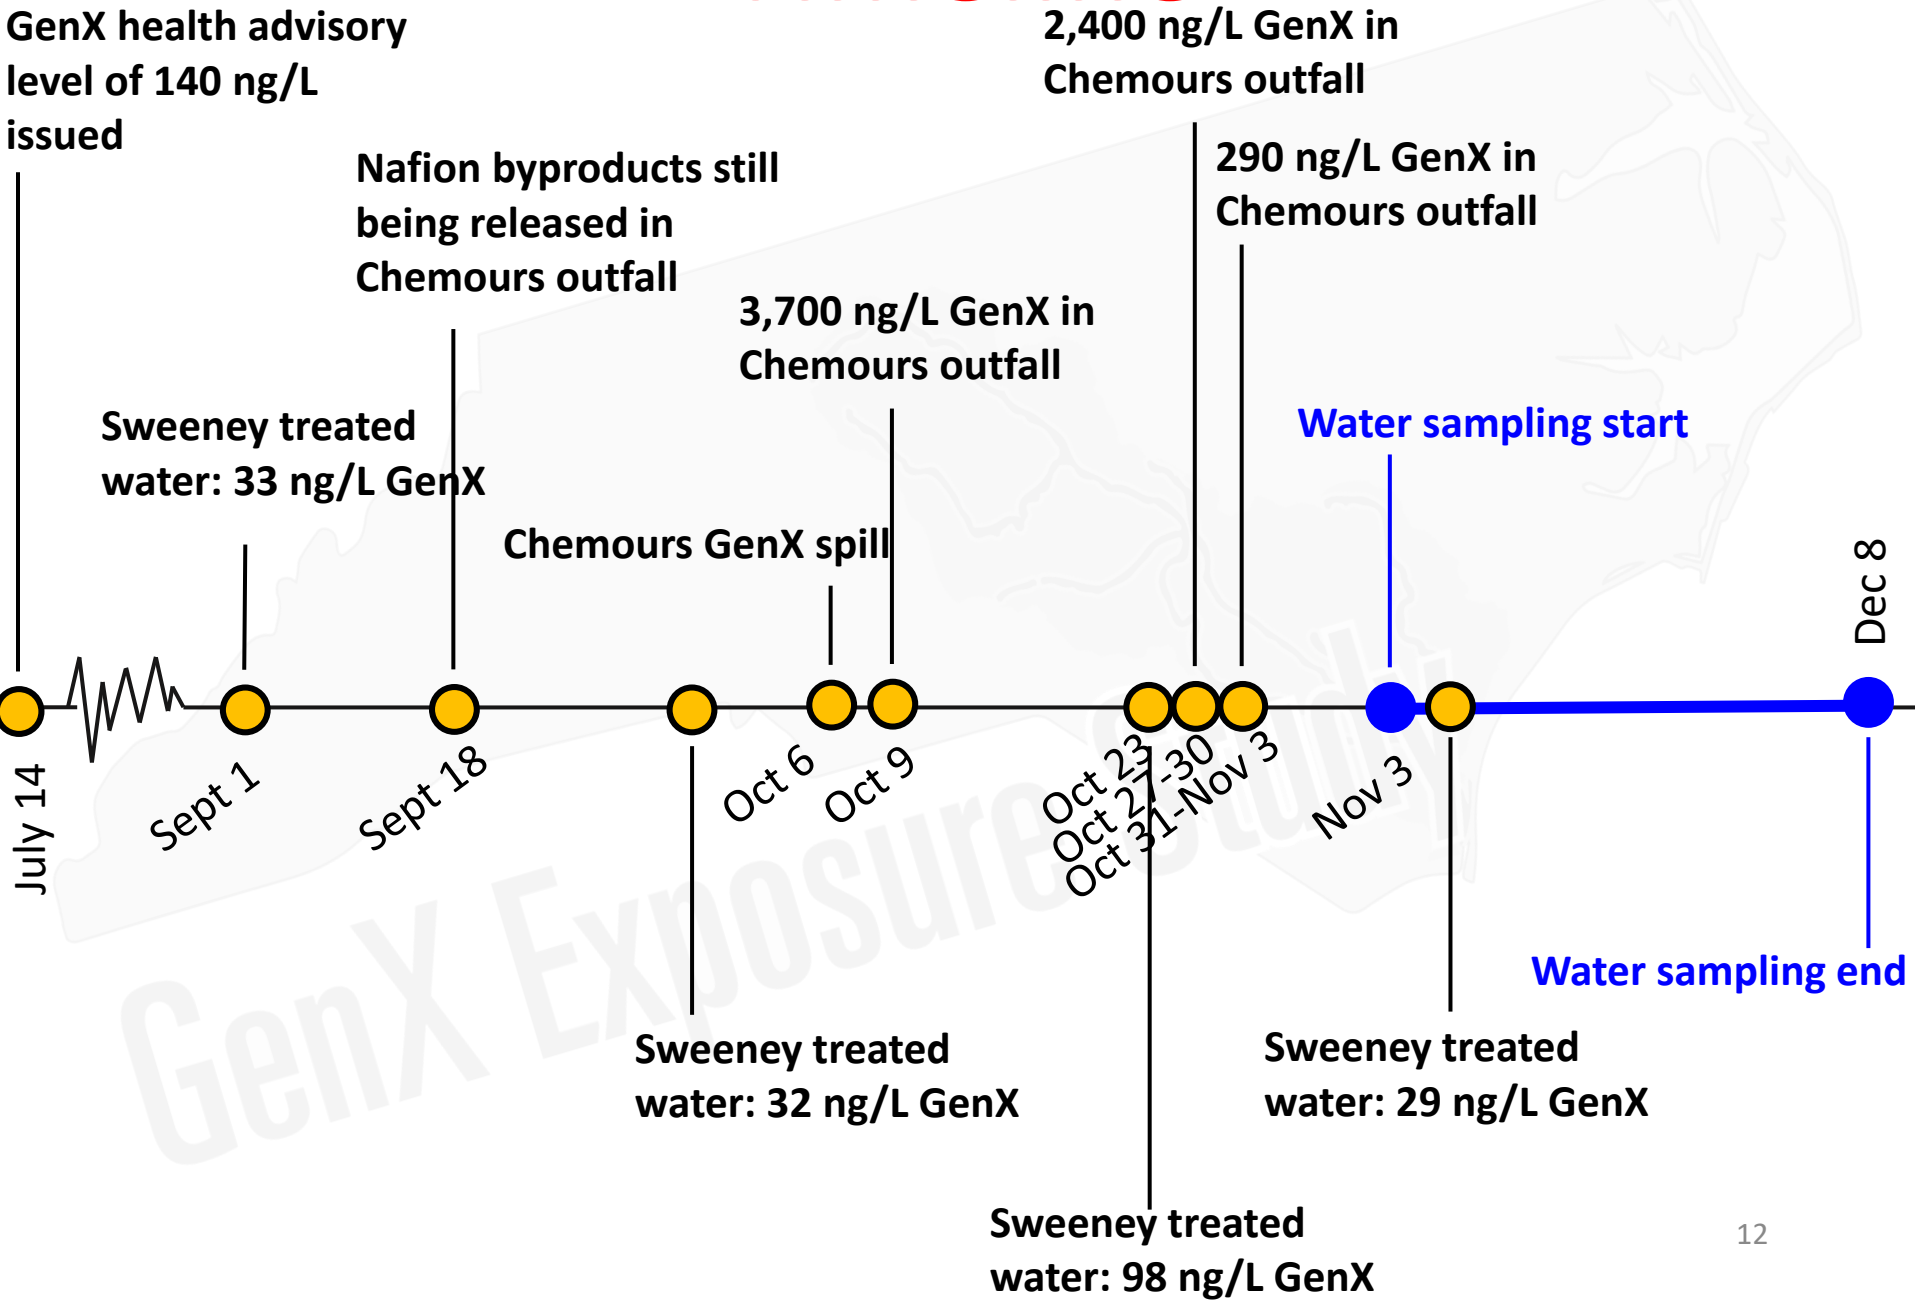 GenX health advisory
level of 140 ng/L
issued
2,400 ng/L GenX in
Chemours outfall
Nafion byproducts still
being released in
Chemours outfall
290 ng/L GenX in
Chemours outfall
3,700 ng/L GenX in
Chemours outfall
Sweeney treated
water: 33 ng/L GenX
Water sampling start
Chemours GenX spill
Dec 8
July 14
Sept 1
Sept 18
Oct 6
Oct 9
Oct 23
Oct 27-30
Oct 31-Nov 3
Nov 3
GenX Exposure Study
Water sampling end
Sweeney treated
water: 32 ng/L GenX
Sweeney treated
water: 29 ng/L GenX
Sweeney treated
water: 98 ng/L GenX
12